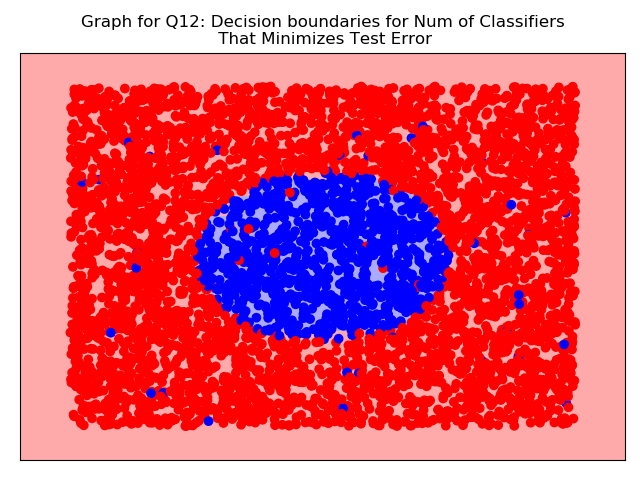 Graph for Q12: Decision boundaries for Num of Classifiers
That Minimizes Test Error